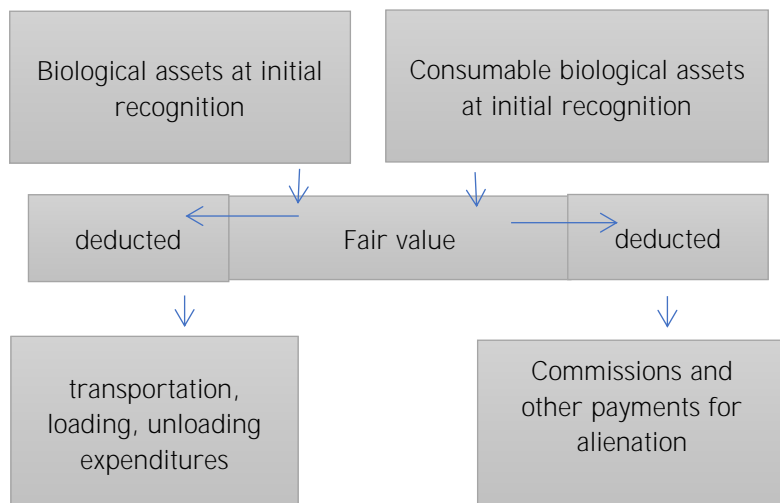 Biological assets at initial
recognition
Consumable biological assets
at initial recognition
deducted
Fair value
deducted
transportation,
loading, unloading
expenditures
Commissions and
other payments for
alienation